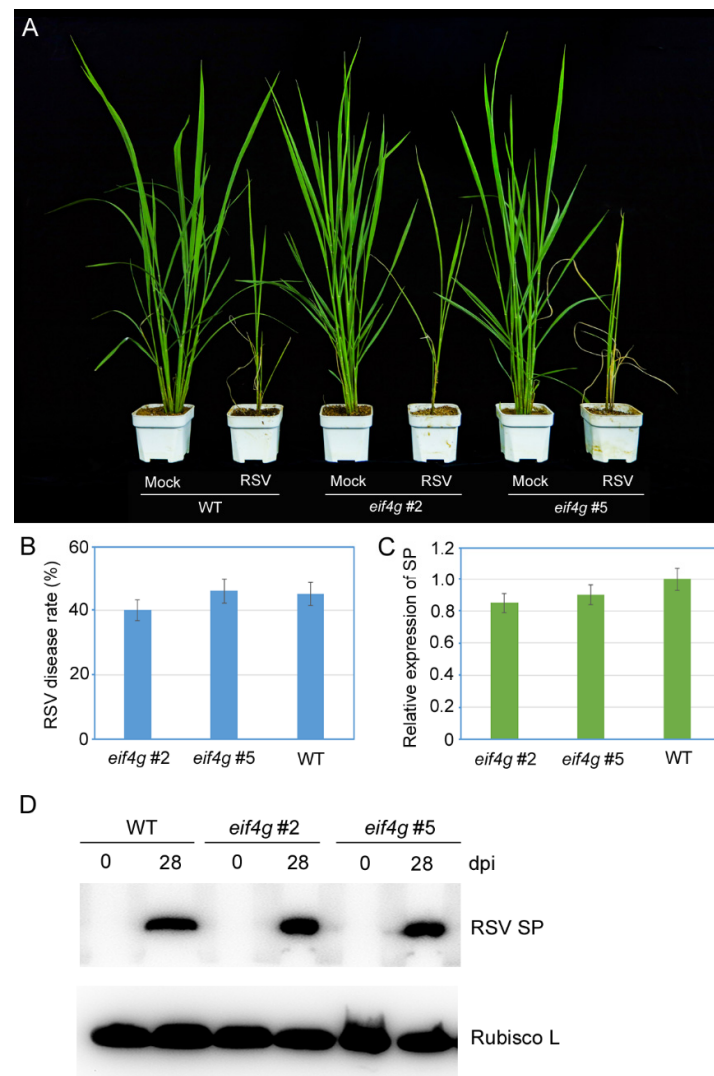 A
Mock RSV Mock RSV Mock RSV
WT eif4g #2 eif4g #5
B
RSV disease rate (%)
60
40
20
0
eif4g #2 eif4g #5 WT
C
Relative expression of SP
1.2
1.0
0.8
0.6
0.4
0.2
0
eif4g #2 eif4g #5 WT
D
WT eif4g #2 eif4g #5
0 28 0 28 0 28 dpi
RSV SP
Rubisco L